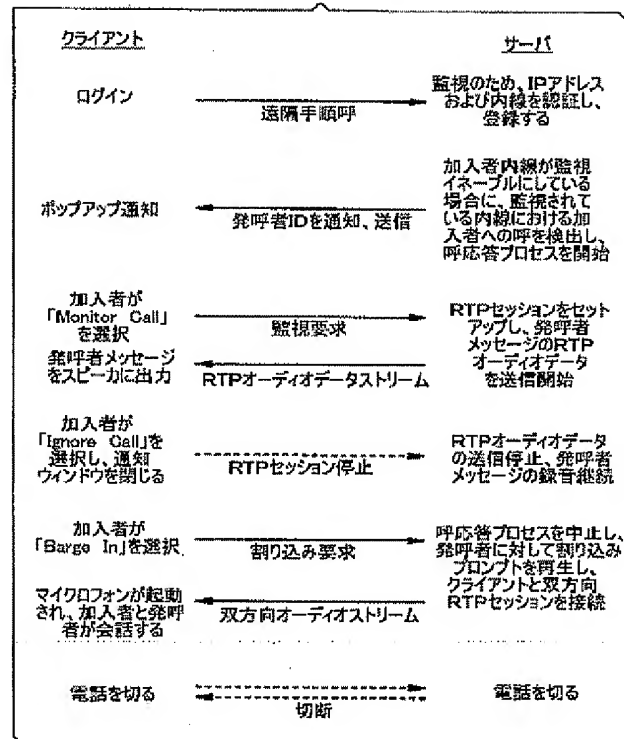 クライアント
サーバ
ログイン
遠隔手順呼
監視のため、IPアドレス
および内線を認証し、
登録する
ポップアップ通知
発呼者IDを通知、送信
加入者内線が監視
イネーブルにしている
場合に、監視されて
いる内線における加
入者への呼を検出し、
呼応答プロセスを開始
加入者が
「Monitor Call」
を選択
監視要求
RTPセッションをセット
アップし、発呼者
メッセージのRTP
オーディオデータ
を送信開始
発呼者メッセージ
をスピーカに出力
RTPオーディオデータストリーム
加入者が
「Ignore Call」を
選択し、通知
ウィンドウを閉じる
RTPセッション停止
RTPオーディオデータ
の送信停止、発呼者
メッセージの録音継続
加入者が
「Barge In」を選択
割り込み要求
呼応答プロセスを中止し、
発呼者に対して割り込み
プロンプトを再生し、
クライアントと双方向
RTPセッションを接続
マイクロフォンが起動
され、加入者と発呼
者が会話する
双方向オーディオストリーム
電話を切る
切断
電話を切る